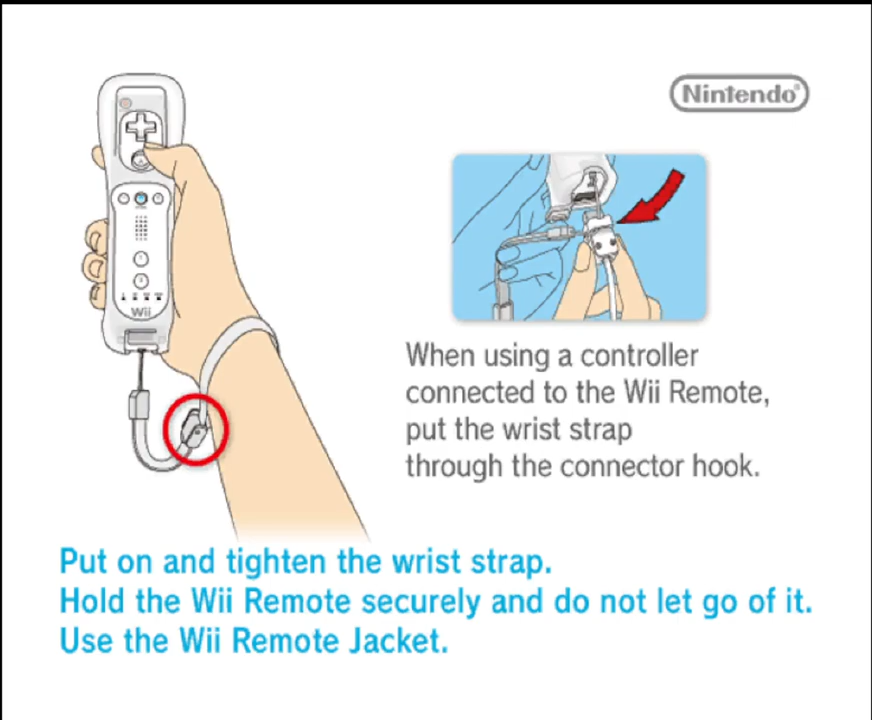 Nintendo®
When using a controller
connected to the Wii Remote,
put the wrist strap
through the connector hook.
Wii
Put on and tighten the wrist strap.
Hold the Wii Remote securely and do not let go of it.
Use the Wii Remote Jacket.